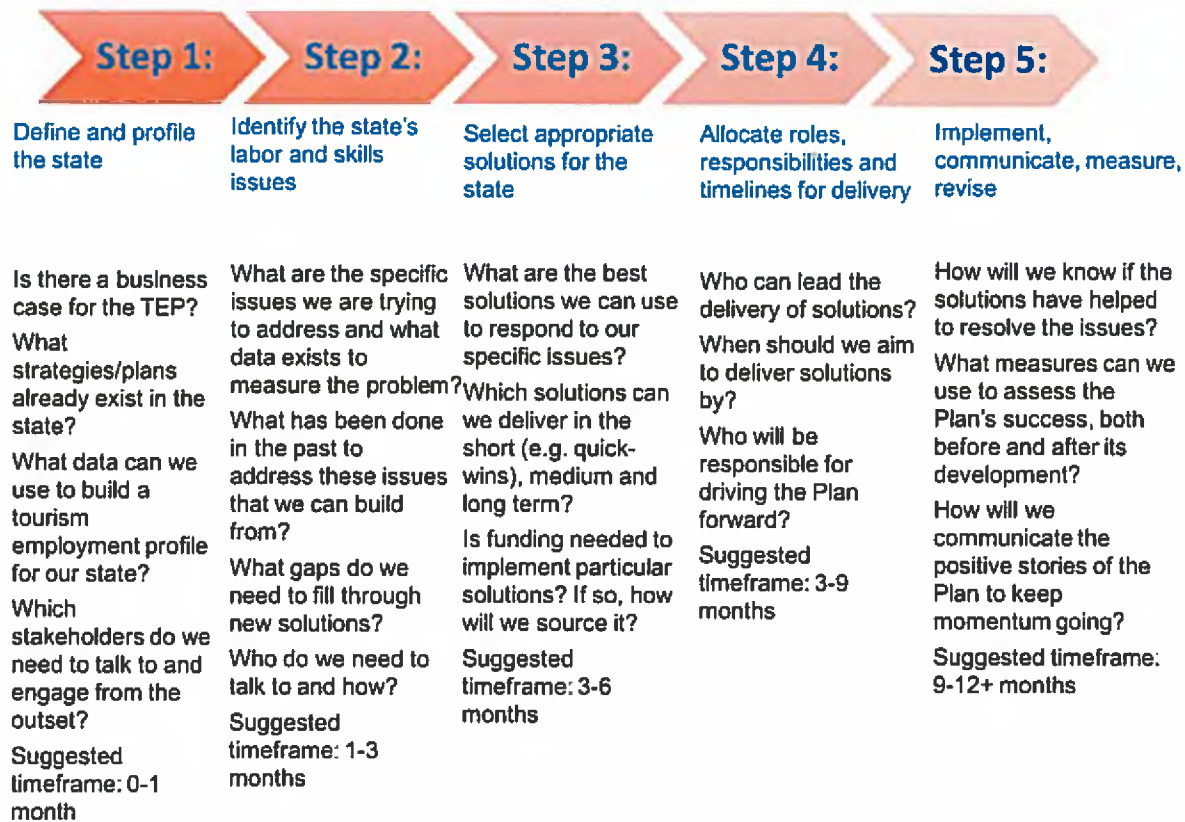 Step 1:
Define and profile
the state
Is there a business
case for the TEP?
What
strategies/plans
already exist in the
state?
What data can we
use to build a
tourism
employment profile
for our state?
Which
stakeholders do we
need to talk to and
engage from the
outset?
Suggested
timeframe: 0-1
month
Step 2:
Identify the state's
labor and skills
issues
What are the specific
issues we are trying
to address and what
data exists to
measure the problem?
What has been done
in the past to
address these issues
that we can build
from?
What gaps do we
need to fill through
new solutions?
Who do we need to
talk to and how?
Suggested
timeframe: 1-3
months
Step 3:
Select appropriate
solutions for the
state
What are the best
solutions we can use
to respond to our
specific issues?
Which solutions can
we deliver in the
short (e.g. quick-
wins), medium and
long term?
Is funding needed to
implement particular
solutions? If so, how
will we source it?
Suggested
timeframe: 3-6
months
Step 4:
Allocate roles,
responsibilities and
timelines for delivery
Who can lead the
delivery of solutions?
When should we aim
to deliver solutions
by?
Who will be
responsible for
driving the Plan
forward?
Suggested
timeframe: 3-9
months
Step 5:
Implement,
communicate, measure,
revise
How will we know if the
solutions have helped
to resolve the issues?
What measures can we
use to assess the
Plan's success, both
before and after its
development?
How will we
communicate the
positive stories of the
Plan to keep
momentum going?
Suggested timeframe:
9-12+ months